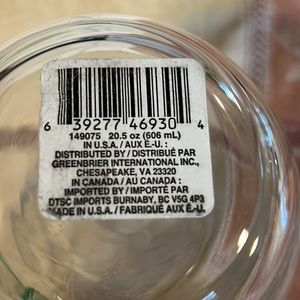 6 39277 46930 4
149075 20.5 oz (606 mL)
IN U.S.A./AUX É.-U. :
DISTRIBUTED BY/DISTRIBUÉ PAR
GREENBRIER INTERNATIONAL INC.,
CHESAPEAKE, VA 23320
IN CANADA/AU CANADA :
IMPORTED BY/IMPORTÉ PAR
DTSC IMPORTS BURNABY, BC V5G 4P3
MADE IN U.S.A./FABRIQUÉ AUX É.-U.